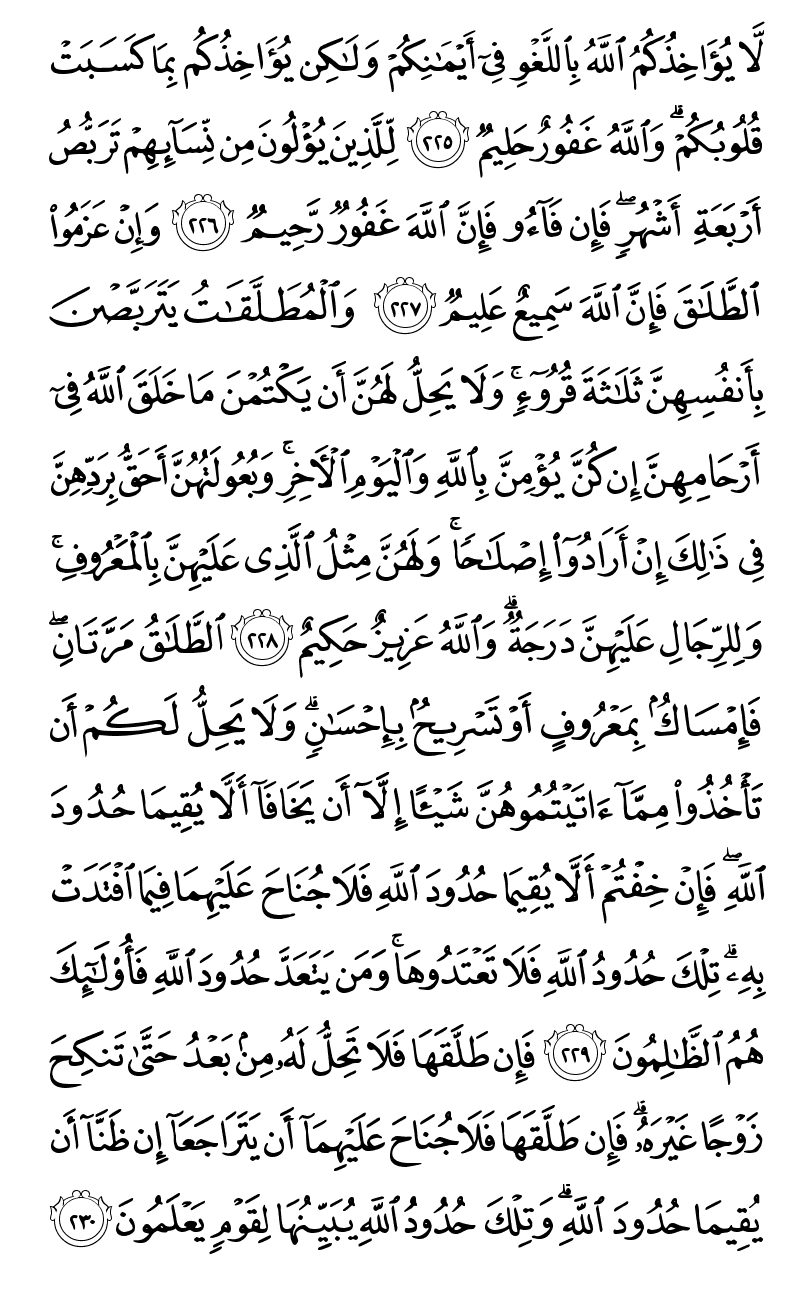 لَّا يُؤَاخِذُكُمُ ٱللَّهُ بِٱللَّغْوِ فِىٓ أَيْمَٰنِكُمْ وَلَٰكِن يُؤَاخِذُكُم بِمَا كَسَبَتْ
قُلُوبُكُمْ ۗ وَٱللَّهُ غَفُورٌ حَلِيمٌ ٢٢٥ لِّلَّذِينَ يُؤْلُونَ مِن نِّسَآئِهِمْ تَرَبُّصُ
أَرْبَعَةِ أَشْهُرٍ ۖ فَإِن فَآءُو فَإِنَّ ٱللَّهَ غَفُورٌ رَّحِيمٌ ٢٢٦ وَإِنْ عَزَمُوا۟
ٱلطَّلَٰقَ فَإِنَّ ٱللَّهَ سَمِيعٌ عَلِيمٌ ٢٢٧ وَٱلْمُطَلَّقَٰتُ يَتَرَبَّصْنَ
بِأَنفُسِهِنَّ ثَلَٰثَةَ قُرُوٓءٍ ۚ وَلَا يَحِلُّ لَهُنَّ أَن يَكْتُمْنَ مَا خَلَقَ ٱللَّهُ فِىٓ
أَرْحَامِهِنَّ إِن كُنَّ يُؤْمِنَّ بِٱللَّهِ وَٱلْيَوْمِ ٱلْءَاخِرِ ۚ وَبُعُولَتُهُنَّ أَحَقُّ بِرَدِّهِنَّ
فِى ذَٰلِكَ إِنْ أَرَادُوٓا۟ إِصْلَٰحًا ۚ وَلَهُنَّ مِثْلُ ٱلَّذِى عَلَيْهِنَّ بِٱلْمَعْرُوفِ ۚ
وَلِلرِّجَالِ عَلَيْهِنَّ دَرَجَةٌ ۗ وَٱللَّهُ عَزِيزٌ حَكِيمٌ ٢٢٨ ٱلطَّلَٰقُ مَرَّتَانِ ۖ
فَإِمْسَاكٌۢ بِمَعْرُوفٍ أَوْ تَسْرِيحٌۢ بِإِحْسَٰنٍ ۗ وَلَا يَحِلُّ لَكُمْ أَن
تَأْخُذُوا۟ مِمَّآ ءَاتَيْتُمُوهُنَّ شَيْـًٔا إِلَّآ أَن يَخَافَآ أَلَّا يُقِيمَا حُدُودَ
ٱللَّهِ ۖ فَإِنْ خِفْتُمْ أَلَّا يُقِيمَا حُدُودَ ٱللَّهِ فَلَا جُنَاحَ عَلَيْهِمَا فِيمَا ٱفْتَدَتْ
بِهِۦ ۗ تِلْكَ حُدُودُ ٱللَّهِ فَلَا تَعْتَدُوهَا ۚ وَمَن يَتَعَدَّ حُدُودَ ٱللَّهِ فَأُو۟لَٰٓئِكَ
هُمُ ٱلظَّٰلِمُونَ ٢٢٩ فَإِن طَلَّقَهَا فَلَا تَحِلُّ لَهُۥ مِنۢ بَعْدُ حَتَّىٰ تَنكِحَ
زَوْجًا غَيْرَهُۥ ۗ فَإِن طَلَّقَهَا فَلَا جُنَاحَ عَلَيْهِمَآ أَن يَتَرَاجَعَآ إِن ظَنَّآ أَن
يُقِيمَا حُدُودَ ٱللَّهِ ۗ وَتِلْكَ حُدُودُ ٱللَّهِ يُبَيِّنُهَا لِقَوْمٍ يَعْلَمُونَ ٢٣٠